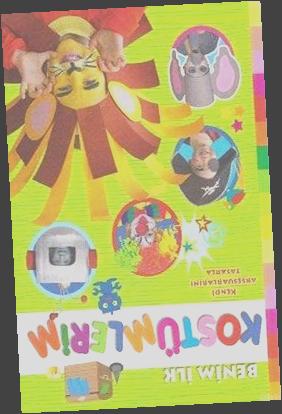 BENİM İLK
KOSTÜMLERİM
KENDİ
AKSESUARLARINI
TASARLA